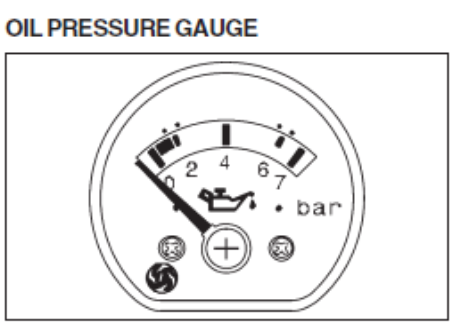 OIL PRESSURE GAUGE
0 2 4 6 7
bar